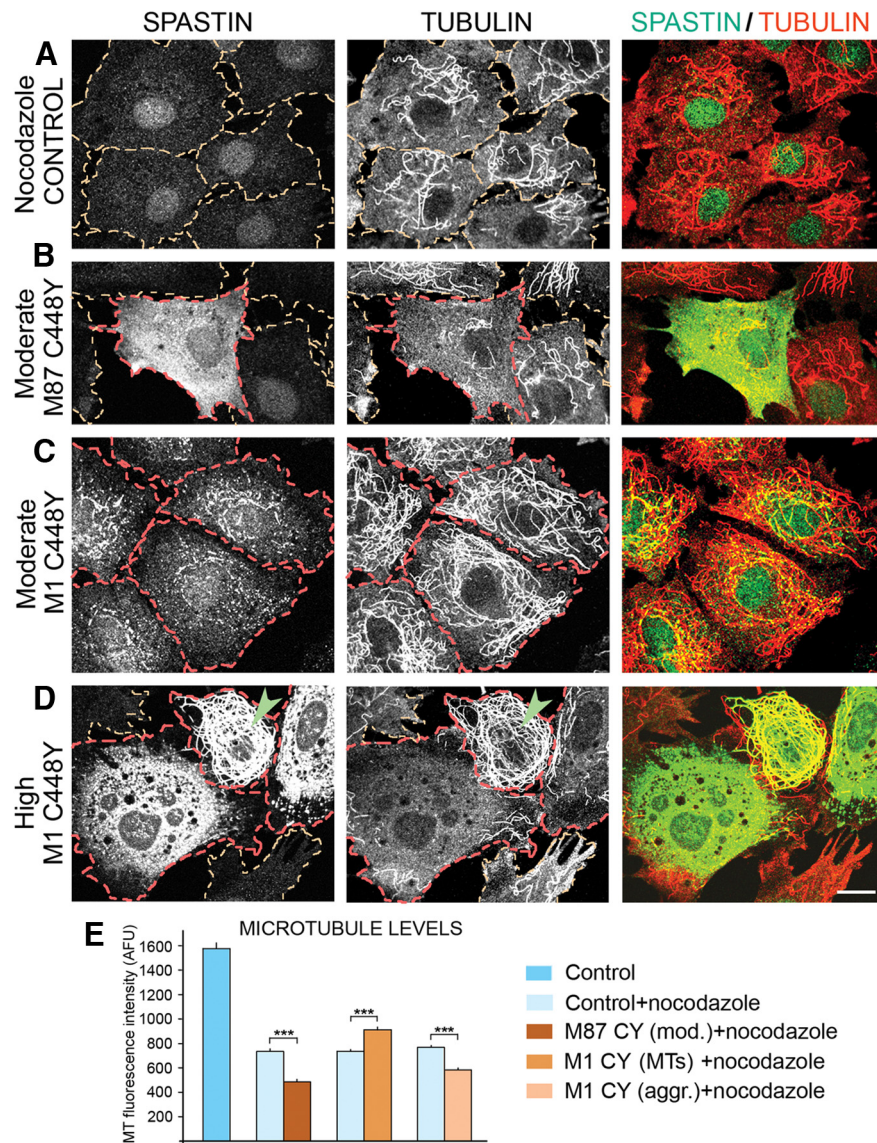 SPASTIN TUBULIN SPASTIN / TUBULIN
A
Nocodazole
CONTROL
B
Moderate
M87 C448Y
C
Moderate
M1 C448Y
D
High
M1 C448Y
E
MICROTUBULE LEVELS
MT fluorescence intensity (AFU)
1600
1400
1200
1000
800
600
400
200
***
***
***
Control
Control+nocodazole
M87 CY (mod.)+nocodazole
M1 CY (MTs) +nocodazole
M1 CY (aggr.)+nocodazole